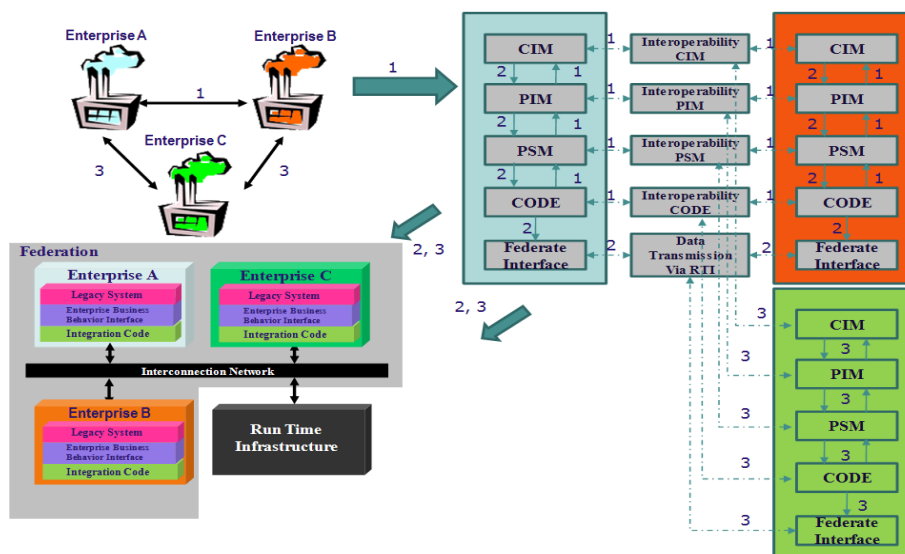 Enterprise A
Enterprise B
1
Enterprise C
3
3
1
2, 3
2, 3
CIM
2
1
PIM
2
1
PSM
2
1
CODE
2
Federate
Interface
1
Interoperability
CIM
1
1
Interoperability
PIM
1
1
Interoperability
PSM
1
1
Interoperability
CODE
1
2
Data
Transmission
Via RTI
2
CIM
2
1
PIM
2
1
PSM
2
1
CODE
2
Federate
Interface
3
CIM
3
3
PIM
3
3
PSM
3
3
CODE
3
3
Federate
Interface
Federation
Enterprise A
Legacy System
Enterprise Business
Behavior Interface
Integration Code
Enterprise C
Legacy System
Enterprise Business
Behavior Interface
Integration Code
Interconnection Network
Enterprise B
Legacy System
Enterprise Business
Behavior Interface
Integration Code
Run Time
Infrastructure